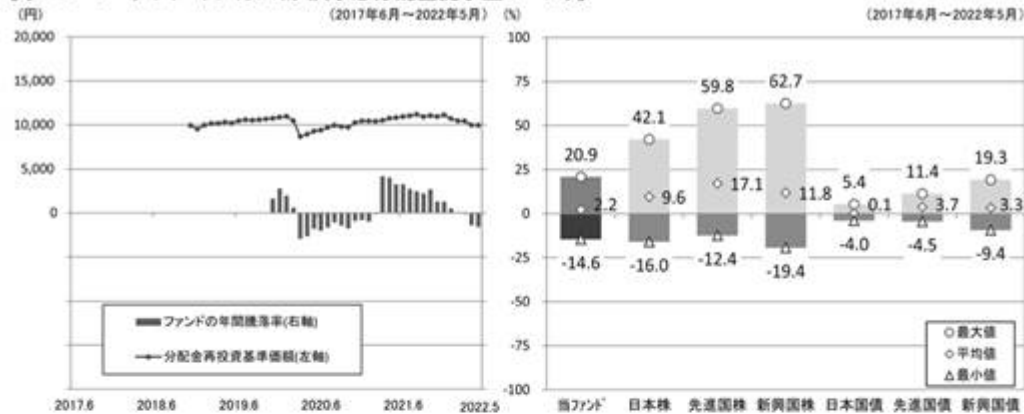 (円)
(2017年6月～2022年5月)
(%)
(2017年6月～2022年5月)
20,000
15,000
10,000
5,000
0
ファンドの年間騰落率(右軸)
分配金再投資基準価額(左軸)
2017.6 2018.6 2019.6 2020.6 2021.6 2022.5
100
75
50
25
0
-25
-50
-75
-100
20.9 42.1 59.8 62.7 5.4 11.4 19.3
2.2 9.6 17.1 11.8 0.1 3.7 3.3
-14.6 -16.0 -12.4 -19.4 -4.0 -4.5 -9.4
最大値
平均値
最小値
当ファンド 日本株 先進国株 新興国株 日本国債 先進国債 新興国債